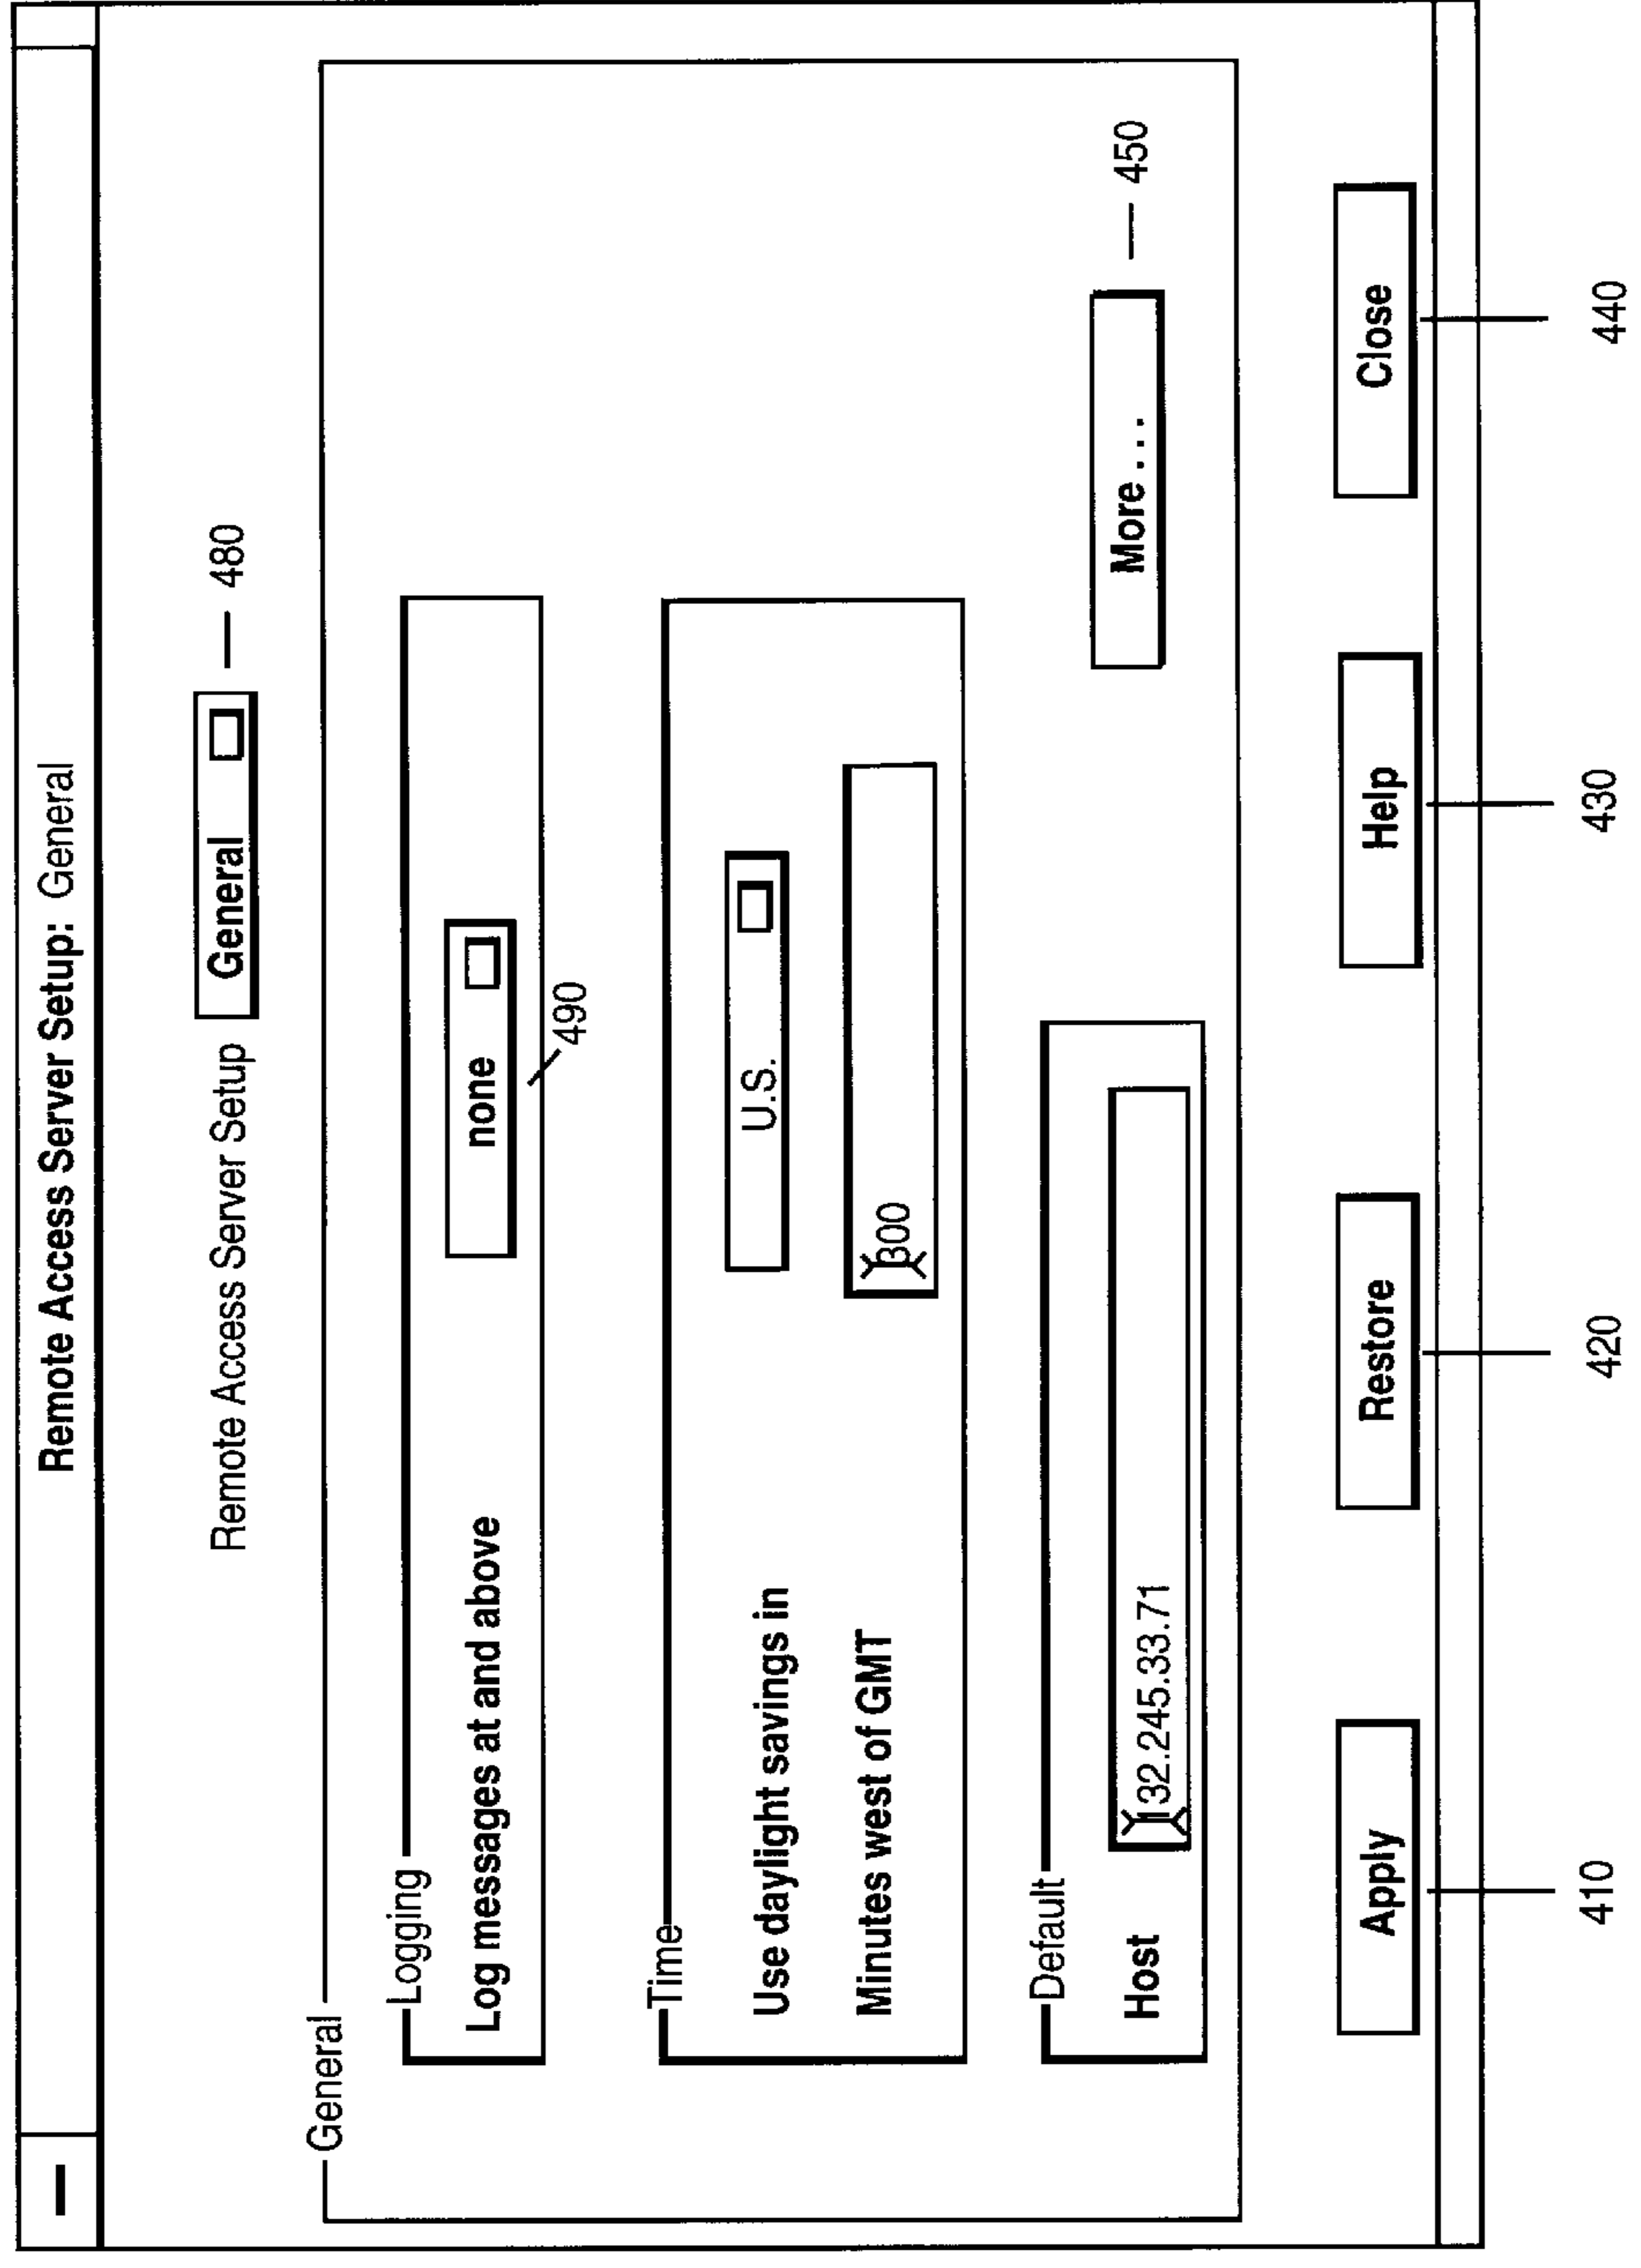 Remote Access Server Setup: General
Remote Access Server Setup General 480
General
Logging
Log messages at and above none
490
Time
Use daylight savings in U.S.
Minutes west of GMT 300
Default
Host 132.245.33.71
More... 450
Apply Restore Help Close
410 420 430 440